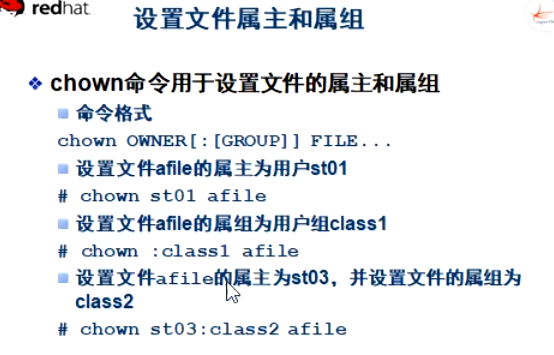 redhat.
设置文件属主和属组
chown命令用于设置文件的属主和属组
命令格式
chown OWNER[:[GROUP]] FILE...
设置文件afile的属主为用户st01
# chown st01 afile
设置文件afile的属组为用户组class1
# chown :class1 afile
设置文件afile的属主为st03，并设置文件的属组为
class2
# chown st03:class2 afile